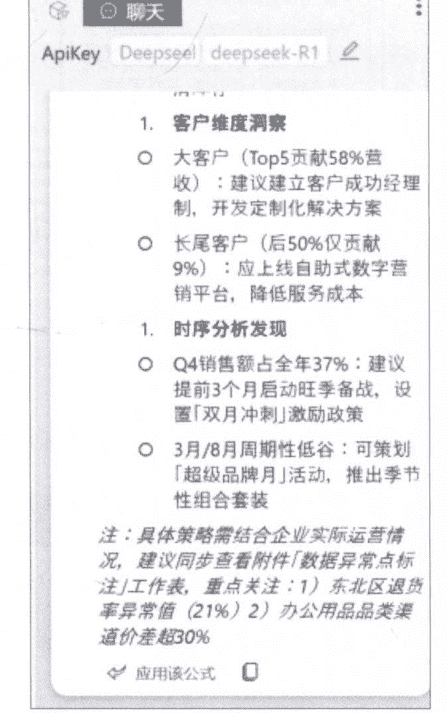 聊天
ApiKey Deepseel deepseek-R1
1. 客户维度洞察
大客户（Top5贡献58%营
收）：建议建立客户成功经理
制，开发定制化解决方案
长尾客户（后50%仅贡献
9%）：应上线自助式数字营
销平台，降低服务成本
1. 时序分析发现
Q4销售额占全年37%：建议
提前3个月启动旺季备战，设
置「双月冲刺」激励政策
3月/8月周期性低谷：可策划
「超级品牌月」活动，推出季节
性组合套装
注：具体策略需结合企业实际运营情
况，建议同步查看附件「数据异常点标
注」工作表，重点关注：1）东北区退货
率异常值（21%）2）办公用品品类渠
道价差超30%
应用该公式